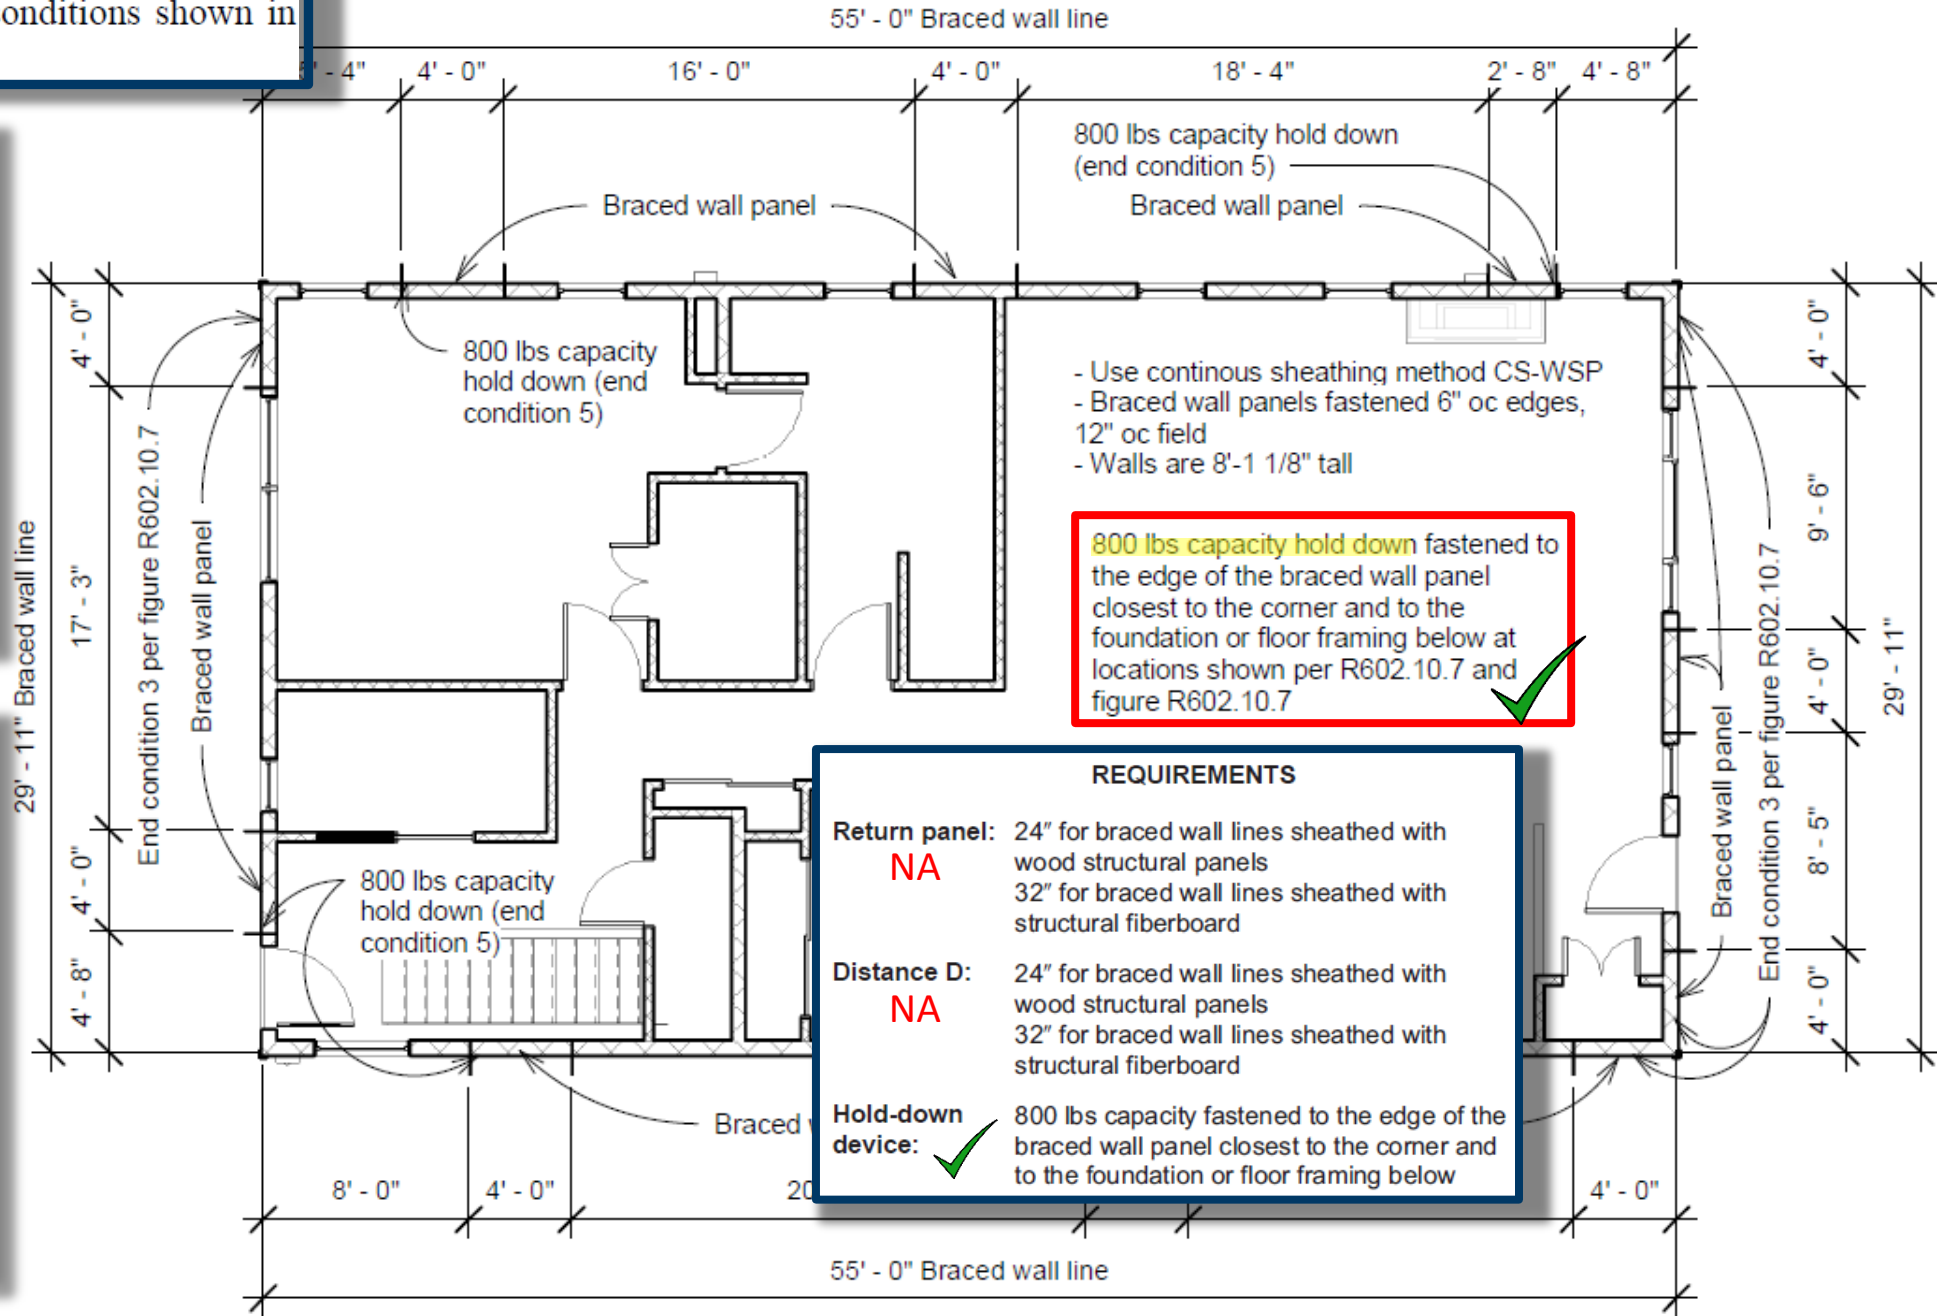 onditions shown in
55' - 0" Braced wall line
' - 4"
4' - 0"
16' - 0"
4' - 0"
18' - 4"
2' - 8"
4' - 8"
800 lbs capacity hold down
(end condition 5)
Braced wall panel
Braced wall panel
4' - 0"
17' - 3"
4' - 0"
4' - 8"
29' - 11" Braced wall line
End condition 3 per figure R602.10.7
Braced wall panel
800 lbs capacity
hold down (end
condition 5)
- Use continous sheathing method CS-WSP
- Braced wall panels fastened 6" oc edges,
12" oc field
- Walls are 8'-1 1/8" tall
800 lbs capacity hold down fastened to
the edge of the braced wall panel
closest to the corner and to the
foundation or floor framing below at
locations shown per R602.10.7 and
figure R602.10.7
4' - 0"
9' - 6"
4' - 0"
8' - 5"
4' - 0"
29' - 11"
Braced wall panel
End condition 3 per figure R602.10.7
800 lbs capacity
hold down (end
condition 5)
REQUIREMENTS
Return panel: 24" for braced wall lines sheathed with
NA
wood structural panels
32" for braced wall lines sheathed with
structural fiberboard
Distance D: 24" for braced wall lines sheathed with
NA
wood structural panels
32" for braced wall lines sheathed with
structural fiberboard
Hold-down 800 lbs capacity fastened to the edge of the
device: braced wall panel closest to the corner and
to the foundation or floor framing below
Braced
8' - 0"
4' - 0"
20
4' - 0"
55' - 0" Braced wall line